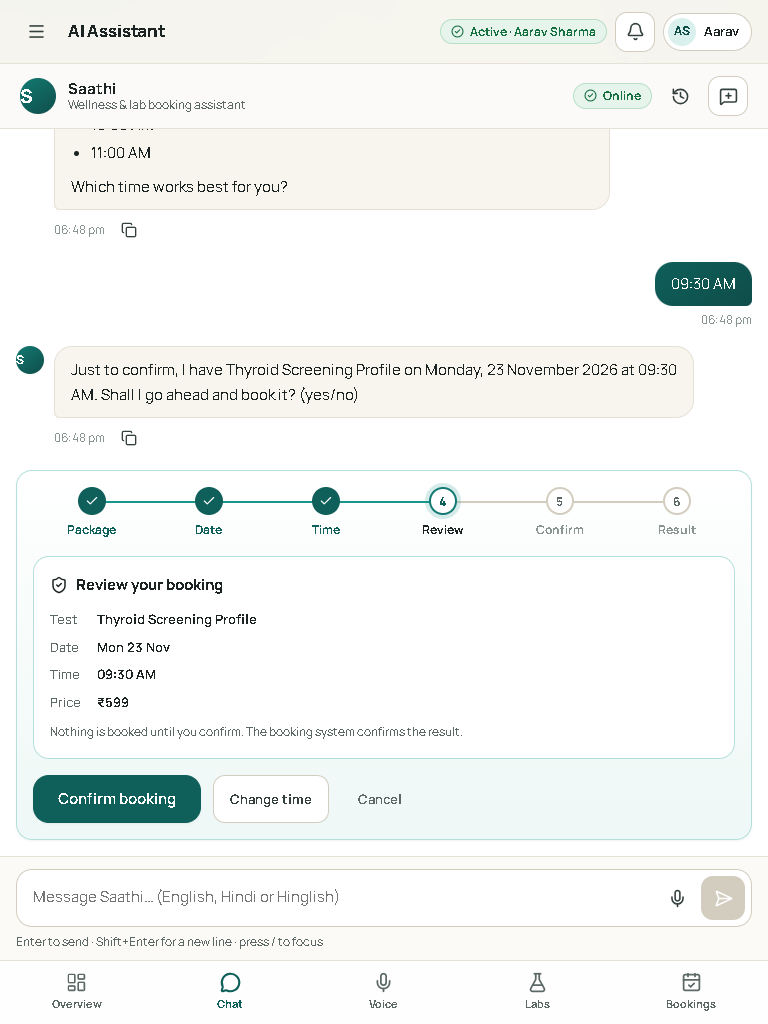 AI Assistant
Active · Aarav Sharma
AS
Aarav
S
Saathi
Wellness & lab booking assistant
Online
• 11:00 AM
Which time works best for you?
06:48 pm
09:30 AM
06:48 pm
S
Just to confirm, I have Thyroid Screening Profile on Monday, 23 November 2026 at 09:30
AM. Shall I go ahead and book it? (yes/no)
06:48 pm
4
5
6
Package
Date
Time
Review
Confirm
Result
Review your booking
Test Thyroid Screening Profile
Date Mon 23 Nov
Time 09:30 AM
Price ₹599
Nothing is booked until you confirm. The booking system confirms the result.
Confirm booking
Change time
Cancel
Message Saathi... (English, Hindi or Hinglish)
Enter to send · Shift+Enter for a new line · press / to focus
Overview
Chat
Voice
Labs
Bookings